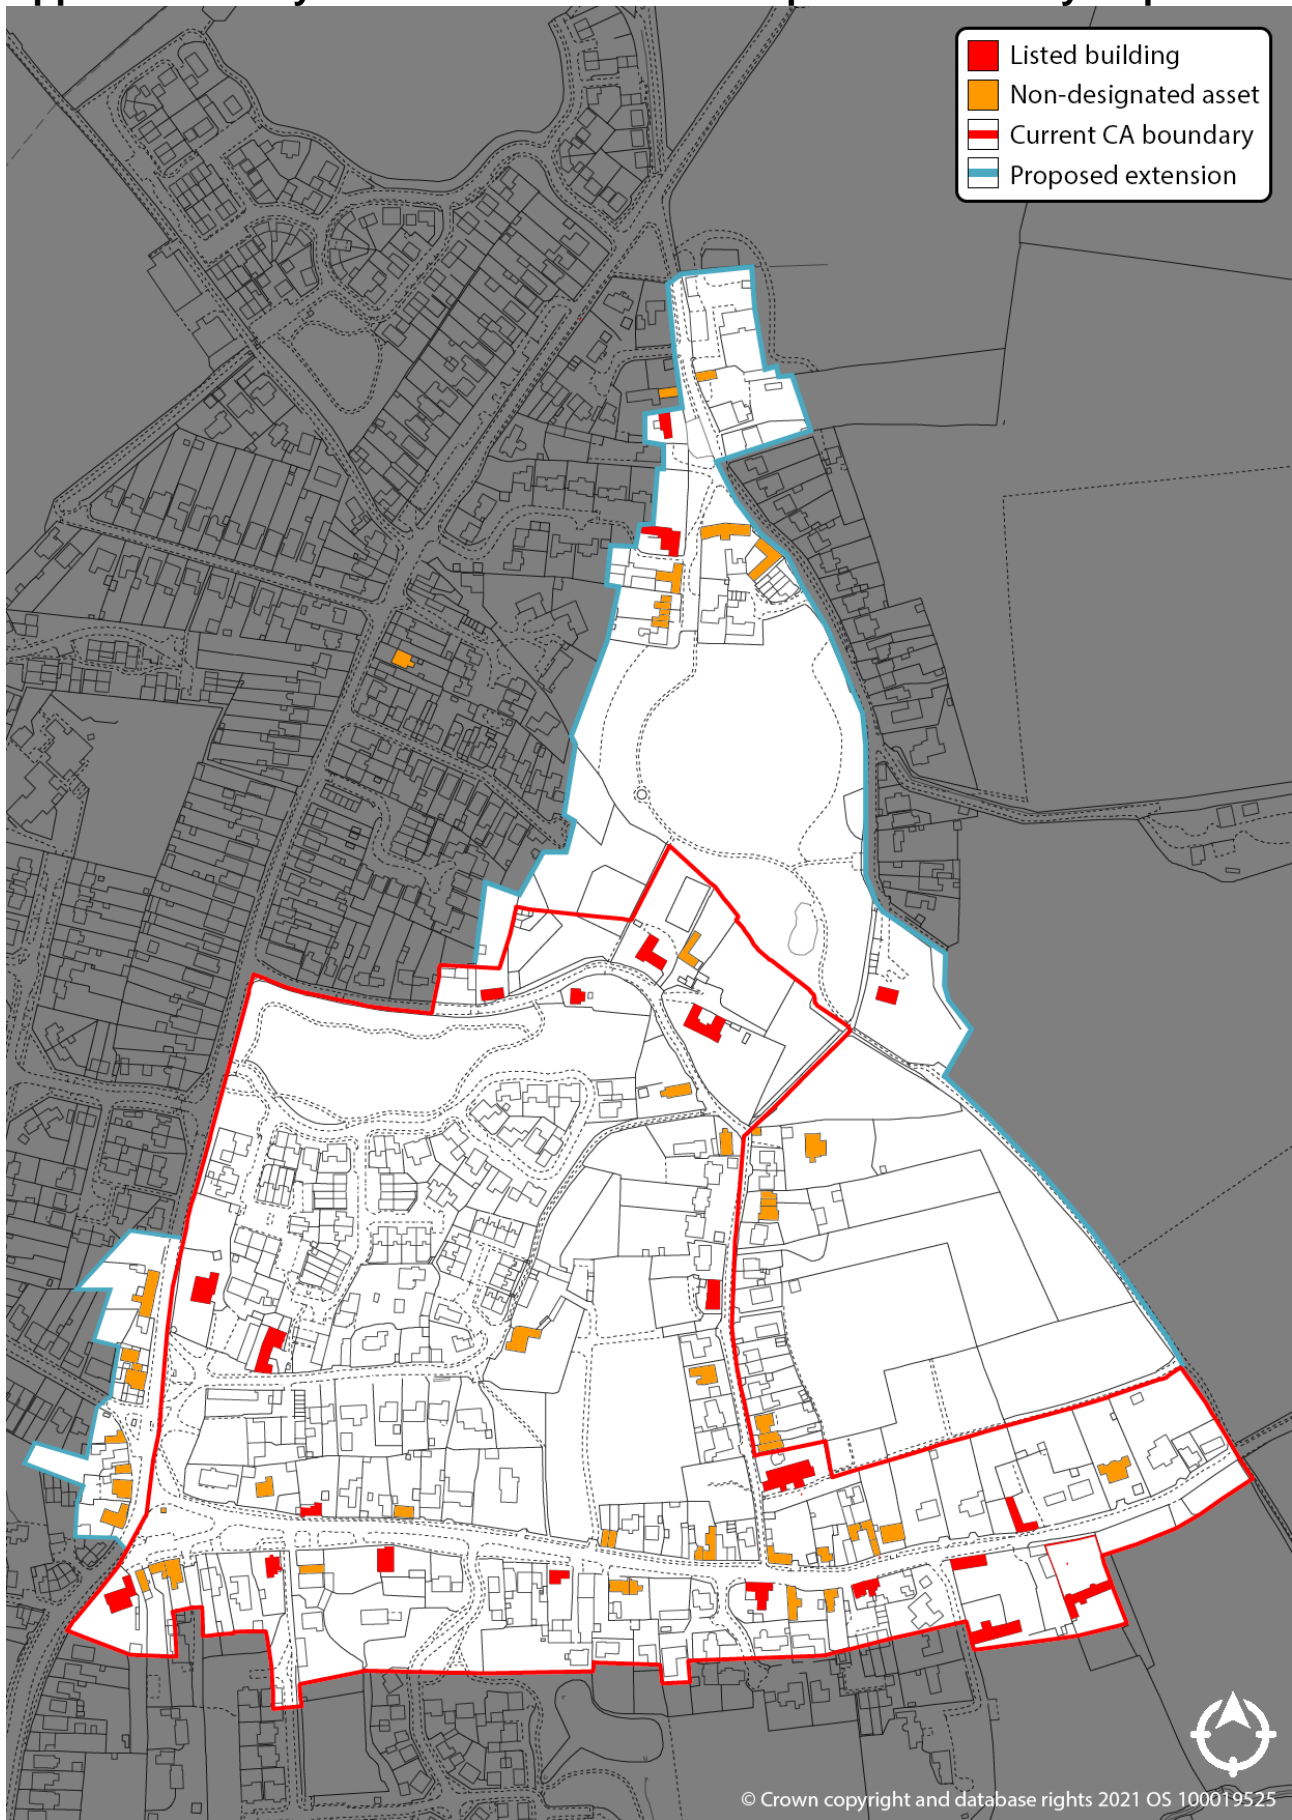 Listed building
Non-designated asset
Current CA boundary
Proposed extension
© Crown copyright and database rights 2021 OS 100019525